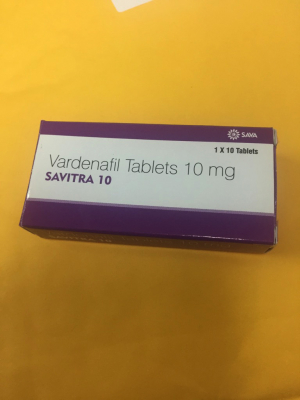 SAVA
1 X 10 Tablets
Vardenafil Tablets 10 mg
SAVITRA 10